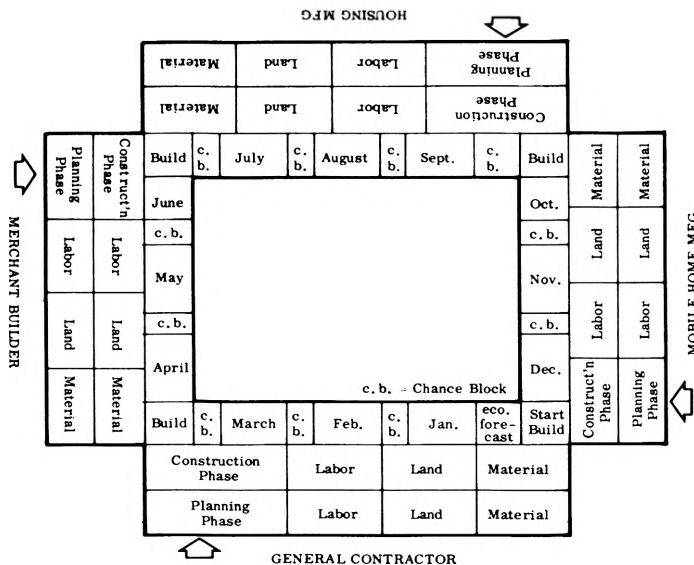 HOUSING MFG
Material Land Labor Planning Phase
Material Land Labor Construction Phase
MERCHANT BUILDER
Planning Phase
Labor
Land
Material
Construct'n Phase
Labor
Land
Material
Build c. b. July c. b. August c. b. Sept. c. b. Build
June
c. b.
May
c. b.
April
Oct.
c. b.
Nov.
c. b.
Dec.
c. b. = Chance Block
Build c. b. March c. b. Feb. c. b. Jan. eco. fore- cast Start Build
Material
Land
Labor
Construct'n Phase
Material
Land
Labor
Planning Phase
MOBILE HOME MFG
Construction Phase Labor Land Material
Planning Phase Labor Land Material
GENERAL CONTRACTOR